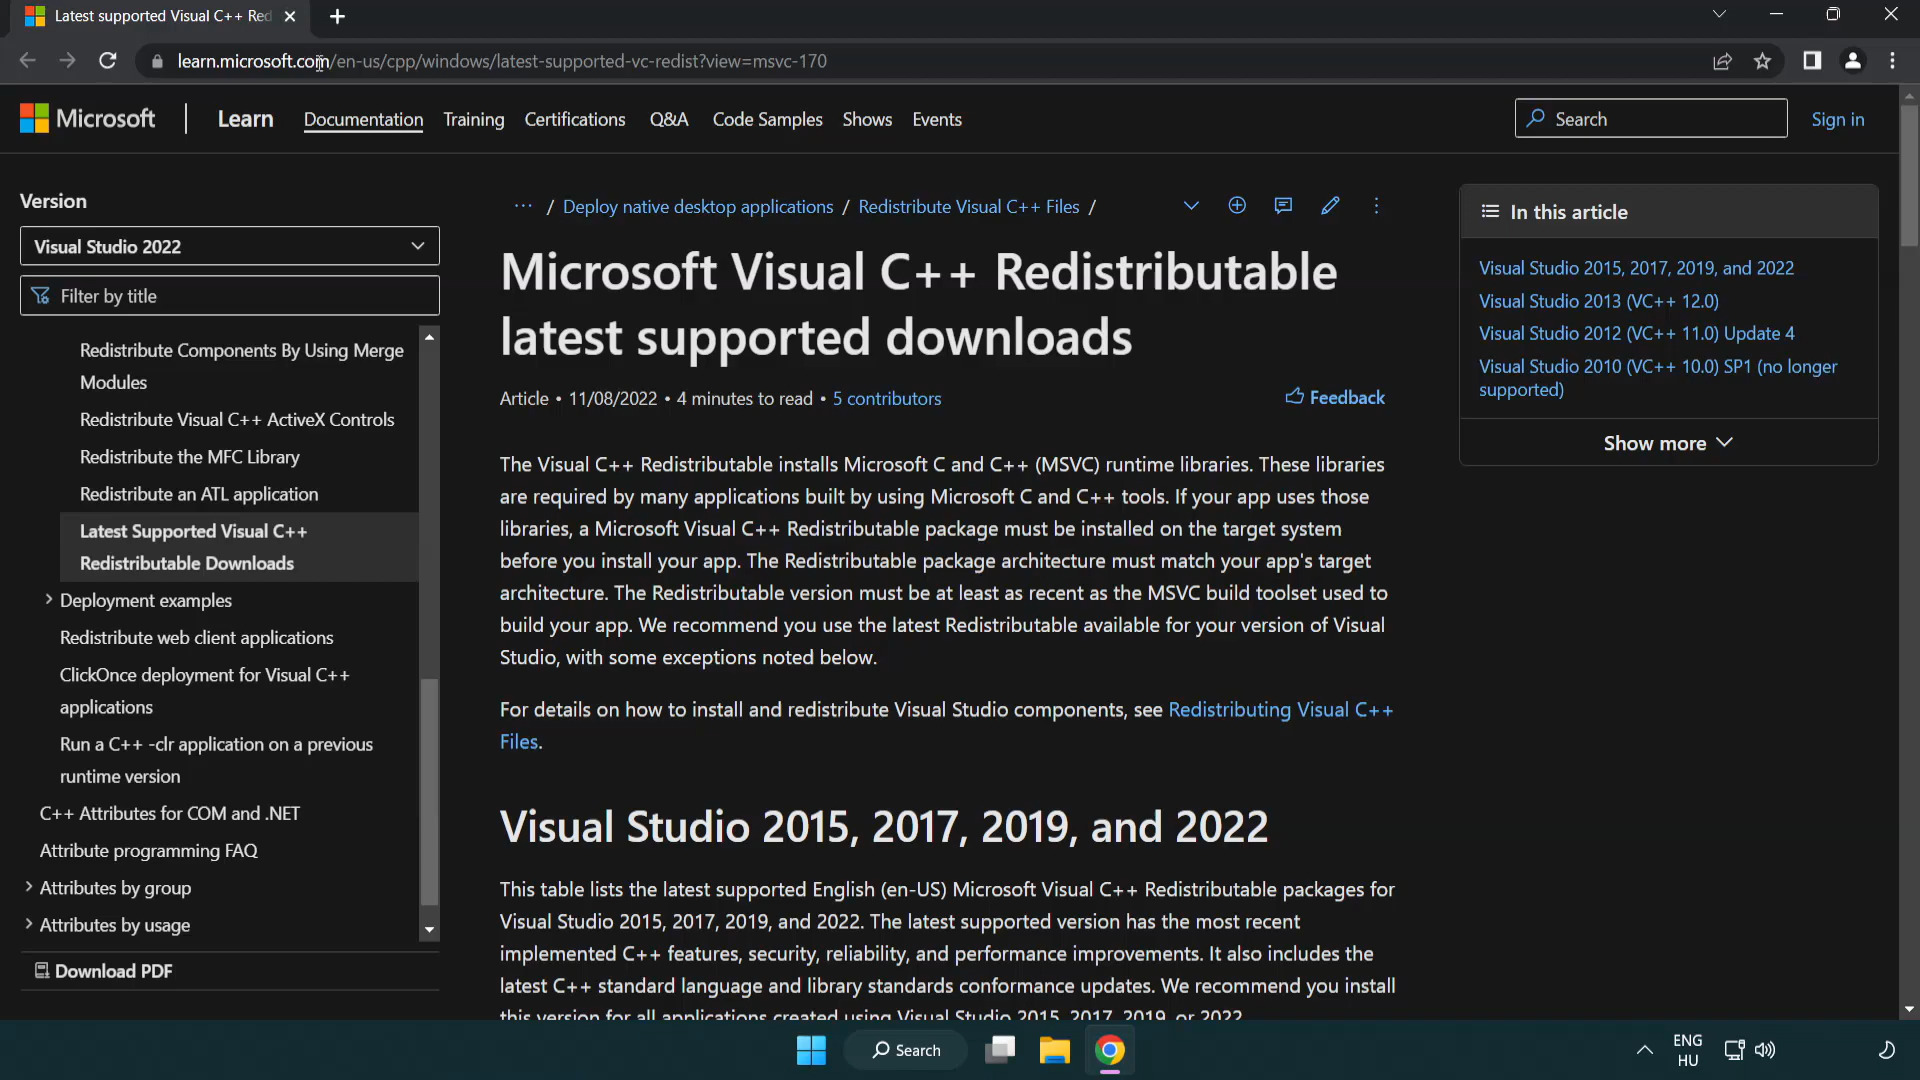 Latest supported Visual C++ Red
learn.microsoft.com/en-us/cpp/windows/latest-supported-vc-redist?view=msvc-170
Microsoft
Learn
Documentation
Training
Certifications
Q&A
Code Samples
Shows
Events
Search
Sign in
Version
Visual Studio 2022
Filter by title
Redistribute Components By Using Merge
Modules
Redistribute Visual C++ ActiveX Controls
Redistribute the MFC Library
Redistribute an ATL application
Latest Supported Visual C++
Redistributable Downloads
Deployment examples
Redistribute web client applications
ClickOnce deployment for Visual C++
applications
Run a C++ -clr application on a previous
runtime version
C++ Attributes for COM and .NET
Attribute programming FAQ
Attributes by group
Attributes by usage
Download PDF
... / Deploy native desktop applications / Redistribute Visual C++ Files /
Microsoft Visual C++ Redistributable
latest supported downloads
Article • 11/08/2022 • 4 minutes to read • 5 contributors
Feedback
The Visual C++ Redistributable installs Microsoft C and C++ (MSVC) runtime libraries. These libraries
are required by many applications built by using Microsoft C and C++ tools. If your app uses those
libraries, a Microsoft Visual C++ Redistributable package must be installed on the target system
before you install your app. The Redistributable package architecture must match your app's target
architecture. The Redistributable version must be at least as recent as the MSVC build toolset used to
build your app. We recommend you use the latest Redistributable available for your version of Visual
Studio, with some exceptions noted below.
For details on how to install and redistribute Visual Studio components, see Redistributing Visual C++
Files.
Visual Studio 2015, 2017, 2019, and 2022
This table lists the latest supported English (en-US) Microsoft Visual C++ Redistributable packages for
Visual Studio 2015, 2017, 2019, and 2022. The latest supported version has the most recent
implemented C++ features, security, reliability, and performance improvements. It also includes the
latest C++ standard language and library standards conformance updates. We recommend you install
this version for all applications created using Visual Studio 2015, 2017, 2019, or 2022.
In this article
Visual Studio 2015, 2017, 2019, and 2022
Visual Studio 2013 (VC++ 12.0)
Visual Studio 2012 (VC++ 11.0) Update 4
Visual Studio 2010 (VC++ 10.0) SP1 (no longer
supported)
Show more
Search
ENG
HU